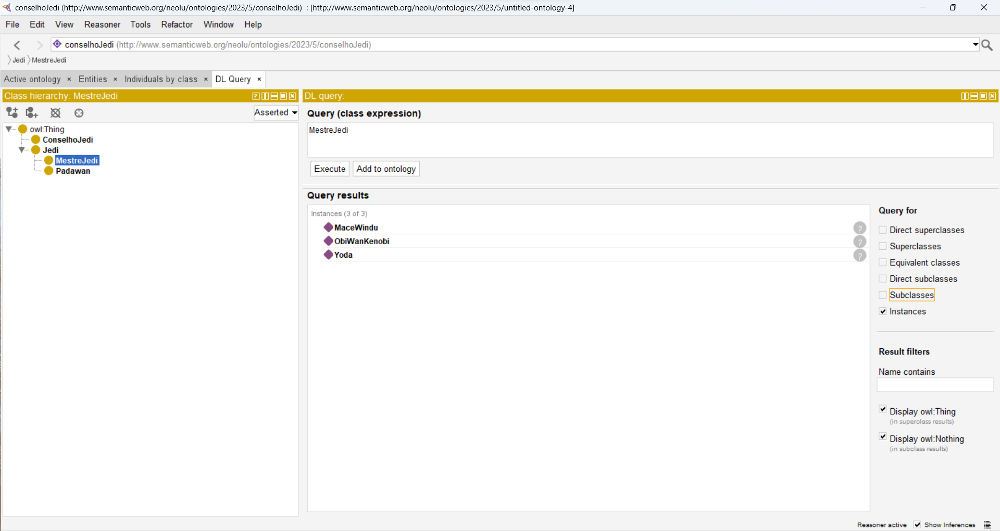 conselhoJedi (http://www.semanticweb.org/neolu/ontologies/2023/5/conselhoJedi)  : [http://www.semanticweb.org/neolu/ontologies/2023/5/untitled-ontology-4]
File Edit View Reasoner Tools Refactor Window Help
conselhoJedi (http://www.semanticweb.org/neolu/ontologies/2023/5/conselhoJedi)
Jedi MestreJedi
Active ontology × Entities × Individuals by class × DL Query ×
Class hierarchy: MestreJedi
Asserted
owl:Thing
ConselhoJedi
Jedi
MestreJedi
Padawan
DL query:
Query (class expression)
MestreJedi
Execute Add to ontology
Query results
Instances (3 of 3)
MaceWindu ?
ObiWanKenobi ?
Yoda ?
Query for
Direct superclasses
Superclasses
Equivalent classes
Direct subclasses
Subclasses
Instances
Result filters
Name contains
Display owl:Thing
(in superclass results)
Display owl:Nothing
(in subclass results)
Reasoner active Show Inferences